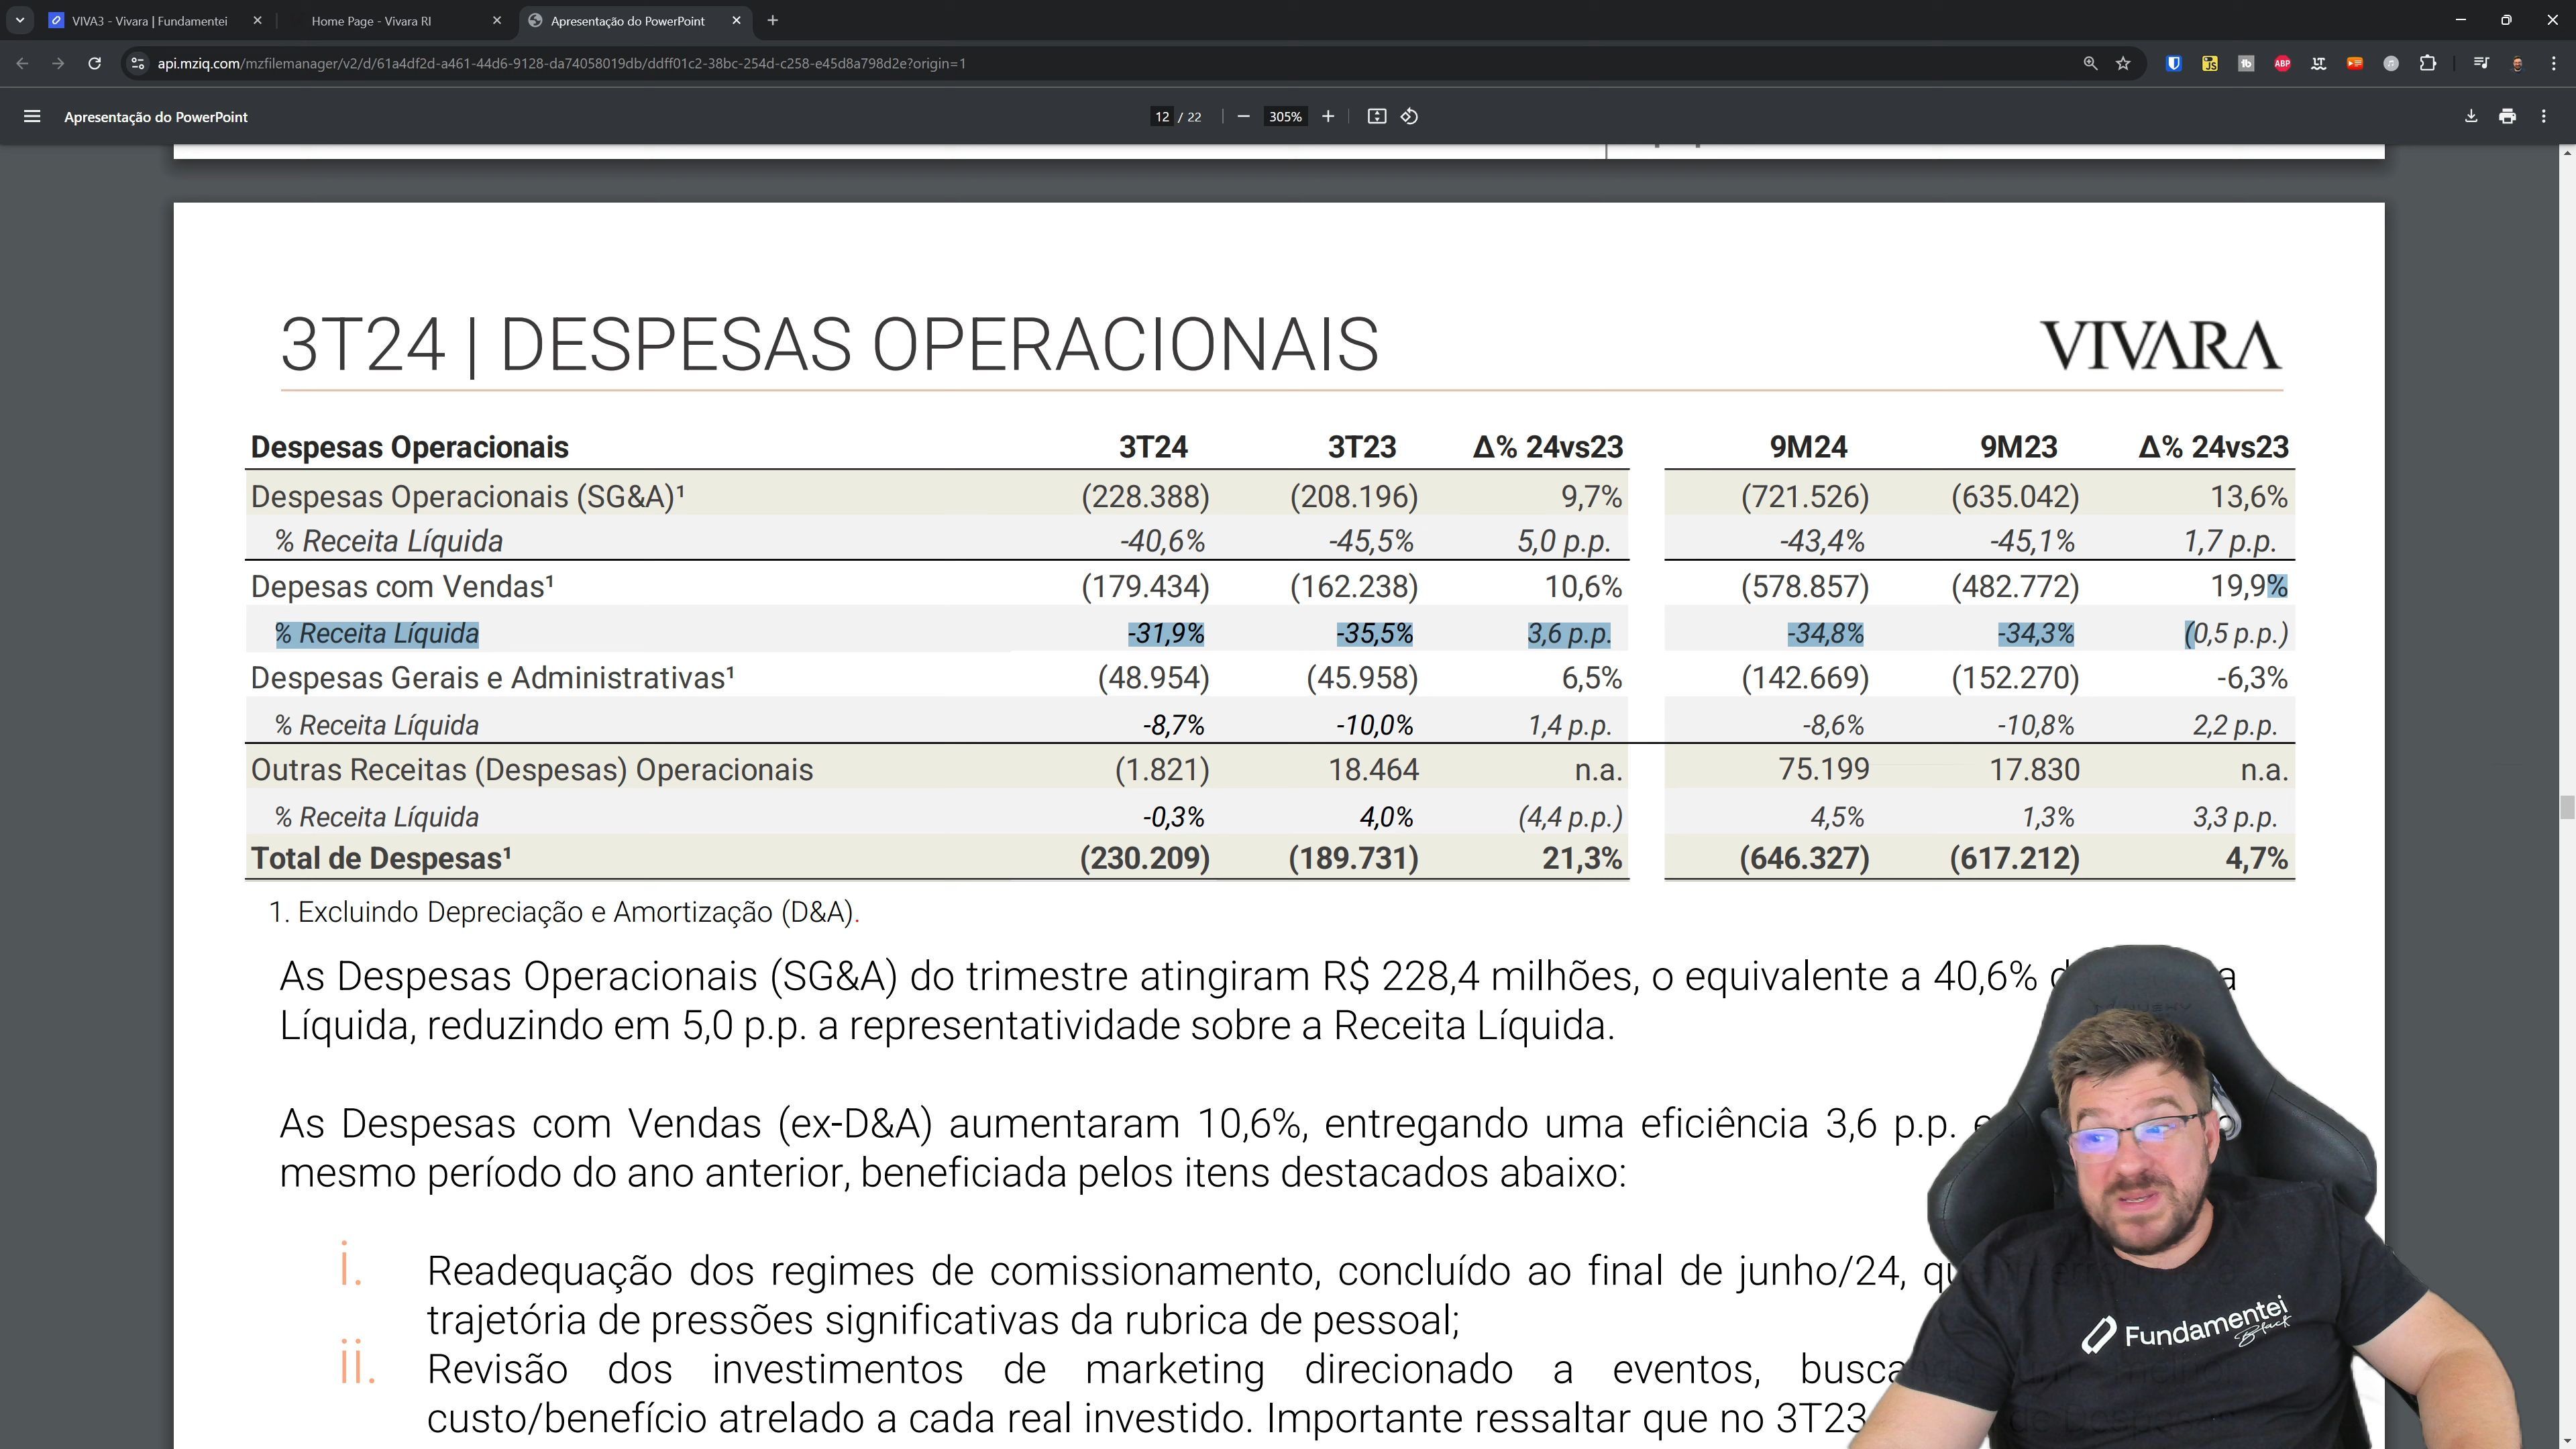 VIVA3 - Vivara | Fundamentei
Home Page - Vivara RI
Apresentação do PowerPoint
api.mziq.com/mzfilemanager/v2/d/61a4df2d-a461-44d6-9128-da74058019db/ddff01c2-38bc-254d-c258-e45d8a798d2e?origin=1
Apresentação do PowerPoint
12 / 22
305%
3T24 | DESPESAS OPERACIONAIS
VIVARA
Despesas Operacionais 3T24 3T23 Δ% 24vs23 9M24 9M23 Δ% 24vs23
Despesas Operacionais (SG&A)¹ (228.388) (208.196) 9,7% (721.526) (635.042) 13,6%
% Receita Líquida -40,6% -45,5% 5,0 p.p. -43,4% -45,1% 1,7 p.p.
Depesas com Vendas¹ (179.434) (162.238) 10,6% (578.857) (482.772) 19,9%
% Receita Líquida -31,9% -35,5% 3,6 p.p. -34,8% -34,3% (0,5 p.p.)
Despesas Gerais e Administrativas¹ (48.954) (45.958) 6,5% (142.669) (152.270) -6,3%
% Receita Líquida -8,7% -10,0% 1,4 p.p. -8,6% -10,8% 2,2 p.p.
Outras Receitas (Despesas) Operacionais (1.821) 18.464 n.a. 75.199 17.830 n.a.
% Receita Líquida -0,3% 4,0% (4,4 p.p.) 4,5% 1,3% 3,3 p.p.
Total de Despesas¹ (230.209) (189.731) 21,3% (646.327) (617.212) 4,7%
1. Excluindo Depreciação e Amortização (D&A).
As Despesas Operacionais (SG&A) do trimestre atingiram R$ 228,4 milhões, o equivalente a 40,6%
Líquida, reduzindo em 5,0 p.p. a representatividade sobre a Receita Líquida.
As Despesas com Vendas (ex-D&A) aumentaram 10,6%, entregando uma eficiência 3,6 p.p.
mesmo período do ano anterior, beneficiada pelos itens destacados abaixo:
i. Readequação dos regimes de comissionamento, concluído ao final de junho/24,
trajetória de pressões significativas da rubrica de pessoal;
ii. Revisão dos investimentos de marketing direcionado a eventos,
custo/benefício atrelado a cada real investido. Importante ressaltar que no 3T23
Fundamentei
Black